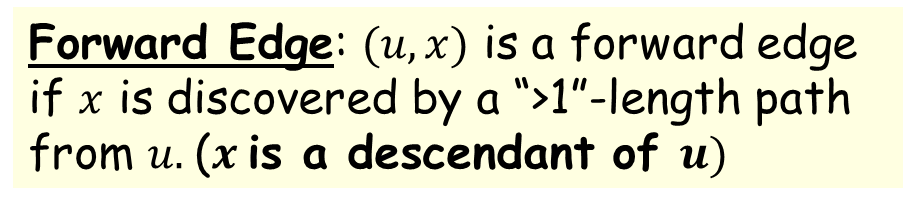 Forward Edge: (u, x) is a forward edge
if x is discovered by a “>1”-length path
from u. (x is a descendant of u)